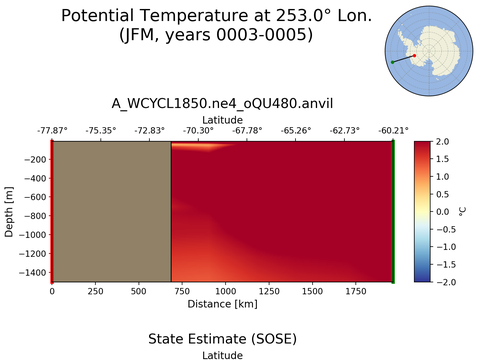 Potential Temperature at 253.0° Lon.
(JFM, years 0003-0005)
A_WCYCL1850.ne4_oQU480.anvil
Latitude
-77.87° -75.35° -72.83° -70.30° -67.78° -65.26° -62.73° -60.21°
Depth [m]
−200
−400
−600
−800
−1000
−1200
−1400
0 250 500 750 1000 1250 1500 1750
Distance [km]
2.0
1.5
1.0
0.5
0.0
−0.5
−1.0
−1.5
−2.0
°C
State Estimate (SOSE)
Latitude